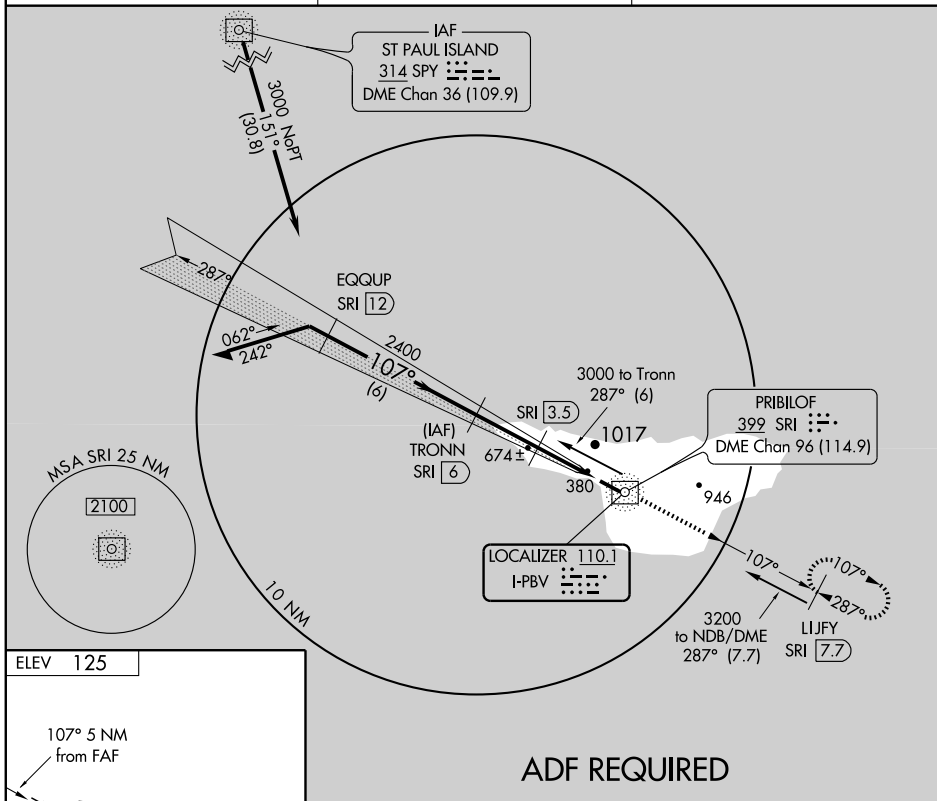 IAF
ST PAUL ISLAND
314 SPY
DME Chan 36 (109.9)
3000 NoPT
151°
(30.8)
287°
EQQUP
SRI 12
062°
242°
2400
107°
(6)
3000 to Tronn
287° (6)
SRI 3.5
1017
(IAF)
TRONN
SRI 6
674±
380
PRIBILOF
399 SRI
DME Chan 96 (114.9)
946
MSA SRI 25 NM
2100
LOCALIZER 110.1
I-PBV
10 NM
107°
107°
287°
3200
to NDB/DME
287° (7.7)
LIJFY
SRI 7.7
ELEV 125
107° 5 NM
from FAF
ADF REQUIRED